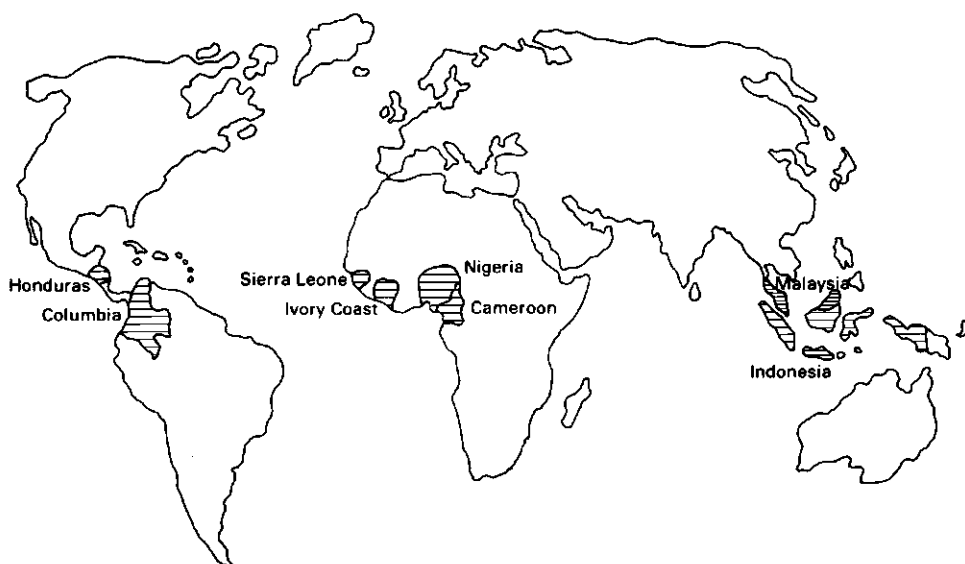 Honduras
Columbia
Sierra Leone
Ivory Coast
Nigeria
Cameroon
Malaysia
Indonesia